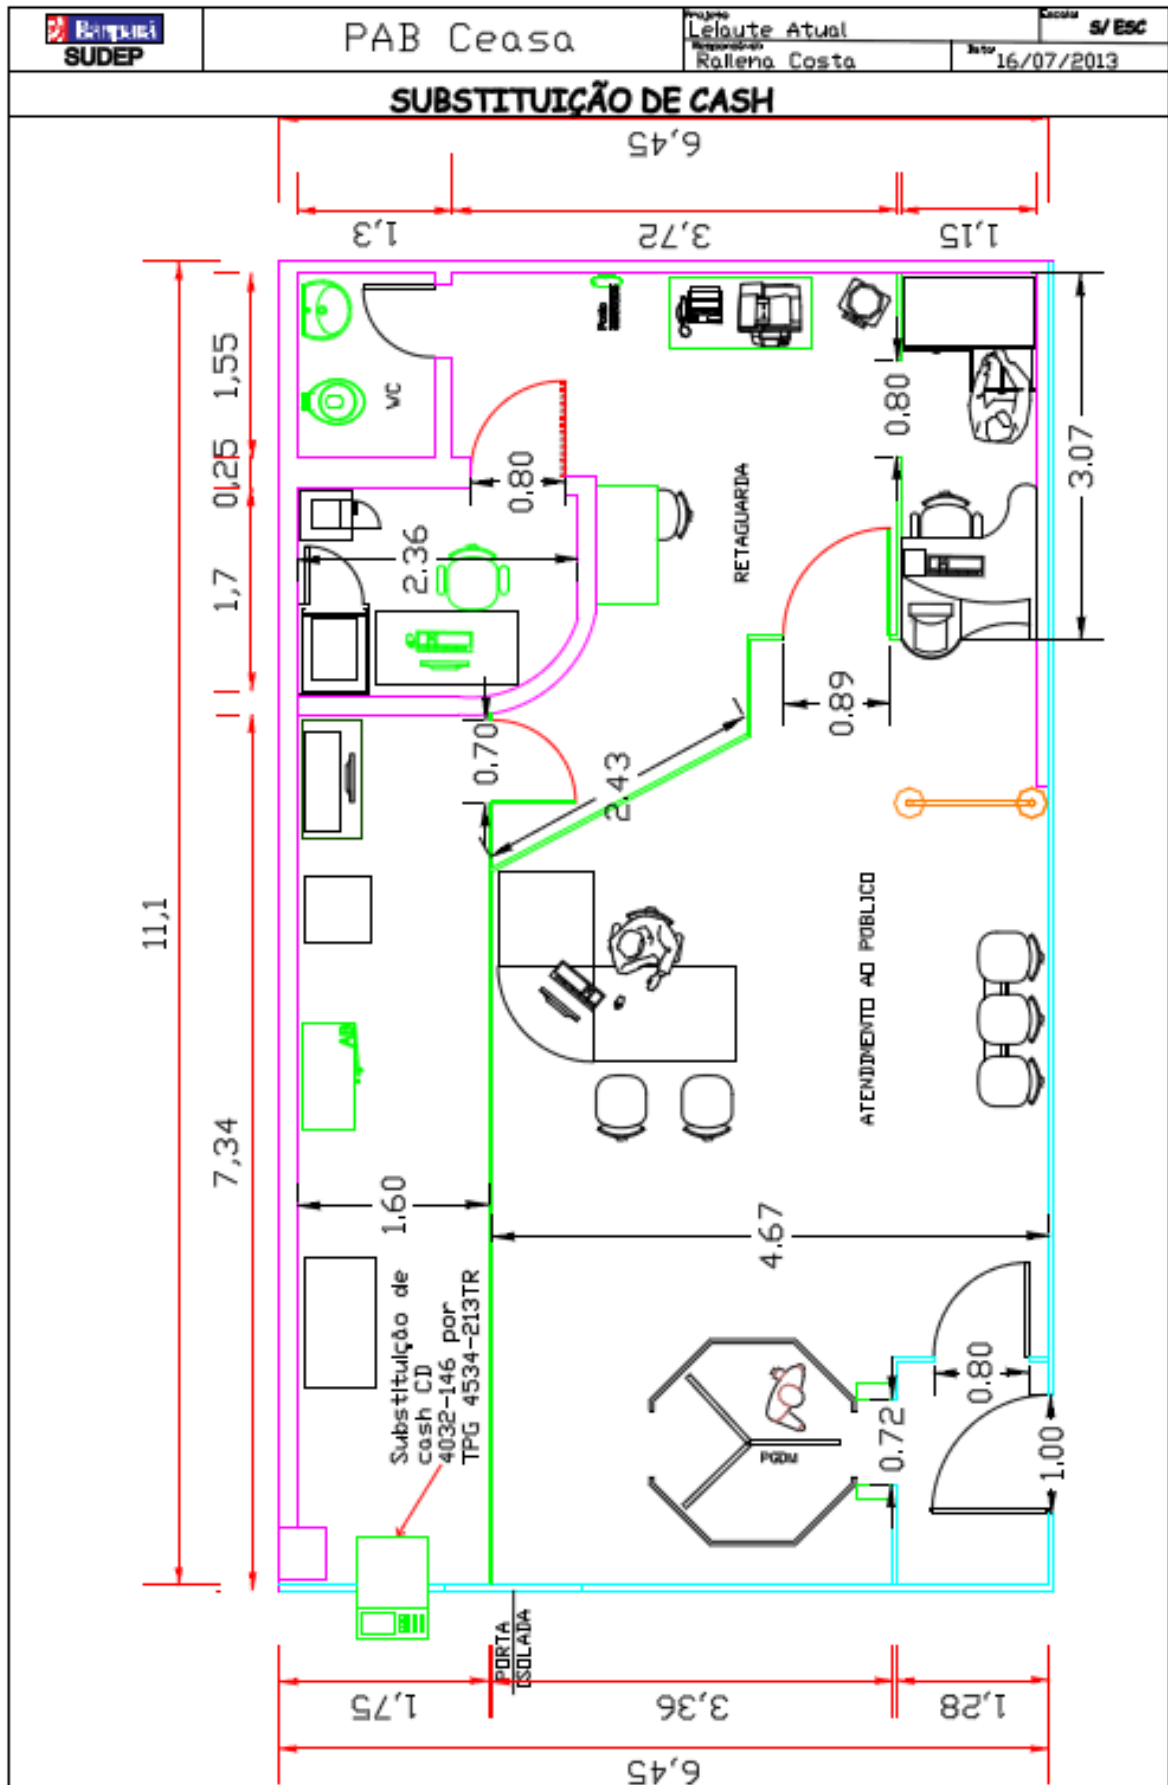 Banpará
SUDEP
PAB Ceasa
Projeto
Leiaute Atual
Responsável
Rallena Costa
Escala
S/ ESC
Data
16/07/2013
SUBSTITUIÇÃO DE CASH
6,45
1,3
3,72
1,15
11,1
1,55
0,25
1,7
7,34
WC
0.80
2.36
RETAGUARDA
0.80
3.07
0.89
0.70
2.43
ATENDIMENTO AO PÚBLICO
AR
1.60
4.67
Substituição de
cash CD
4032-146 por
TPG 4534-213TR
PGDM
0.72
0.80
1.00
PORTA
ISOLADA
1,75
3,36
1,28
6,45